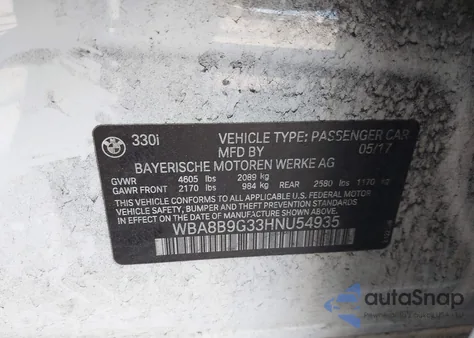 330i VEHICLE TYPE: PASSENGER CAR
MFD BY 05/17
BAYERISCHE MOTOREN WERKE AG
GVWR 4605 lbs 2089 kg
GAWR FRONT 2170 lbs 984 kg REAR 2580 lbs 1170 kg
THIS VEHICLE CONFORMS TO ALL APPLICABLE U.S. FEDERAL MOTOR
VEHICLE SAFETY, BUMPER, AND THEFT PREVENTION STANDARDS
IN EFFECT ON THE DATE OF MANUFACTURE SHOWN ABOVE.
WBA8B9G33HNU54935
autoSnap